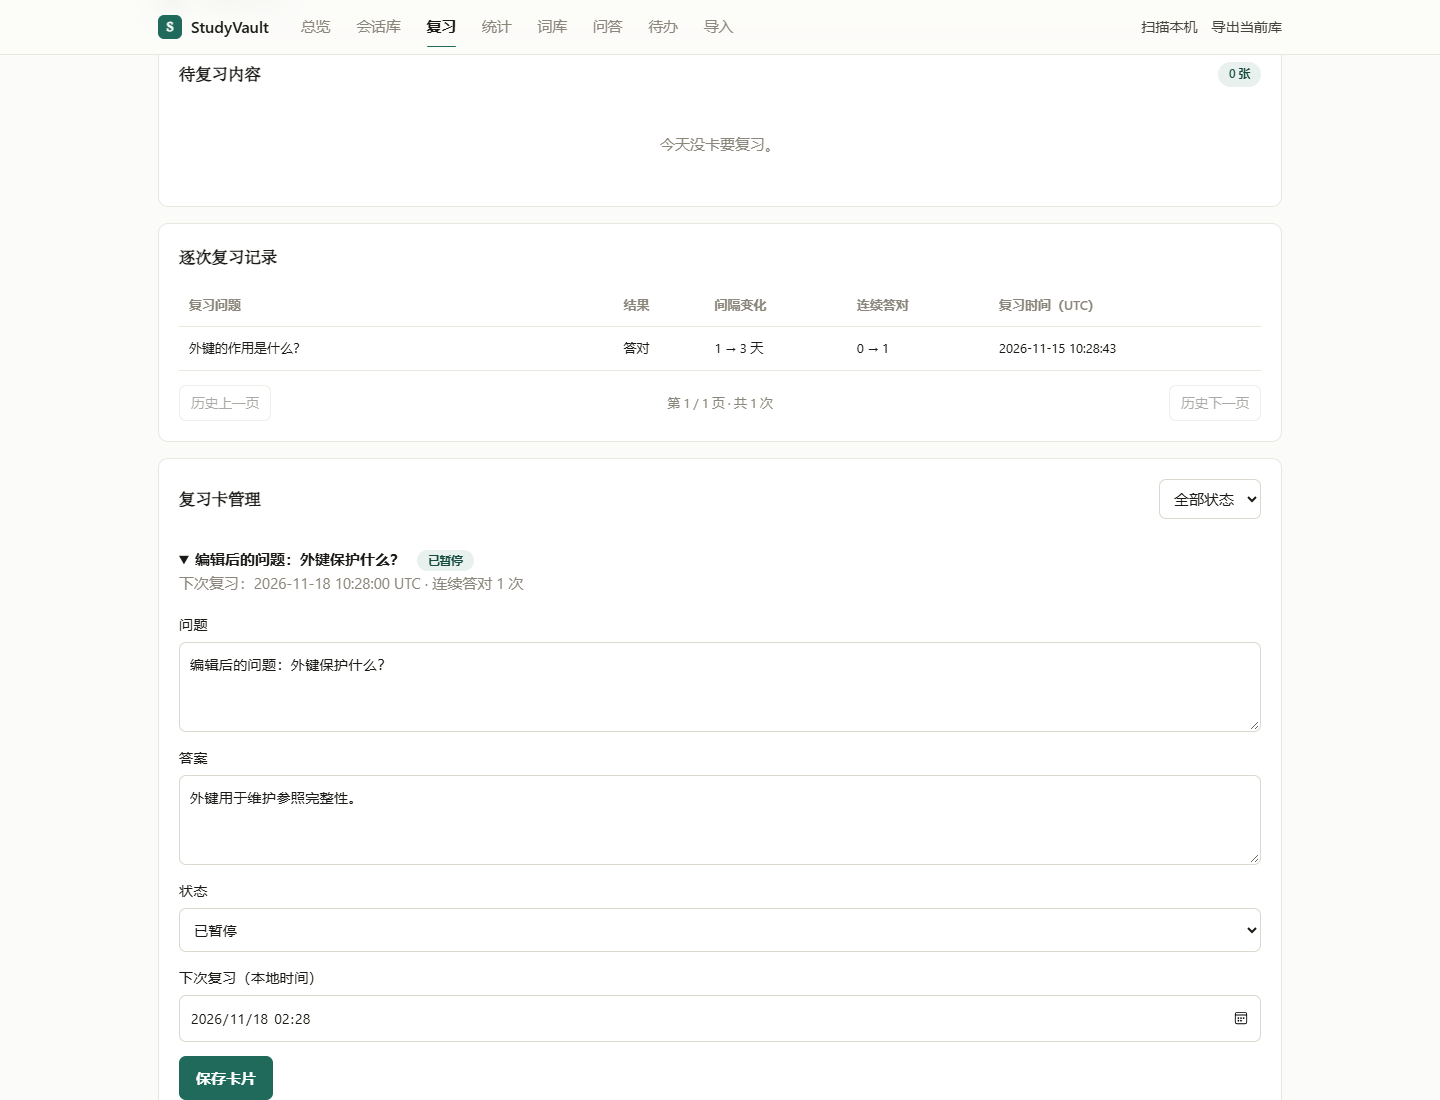 S StudyVault 总览 会话库 复习 统计 词库 问答 待办 导入 扫描本机 导出当前库
待复习内容 0 张
今天没卡要复习。
逐次复习记录
复习问题 结果 间隔变化 连续答对 复习时间（UTC）
外键的作用是什么？ 答对 1 → 3 天 0 → 1 2026-11-15 10:28:43
历史上一页 第 1 / 1 页 · 共 1 次 历史下一页
复习卡管理 全部状态
▼ 编辑后的问题：外键保护什么？ 已暂停
下次复习：2026-11-18 10:28:00 UTC · 连续答对 1 次
问题
编辑后的问题：外键保护什么？
答案
外键用于维护参照完整性。
状态
已暂停
下次复习（本地时间）
2026/11/18 02:28
保存卡片